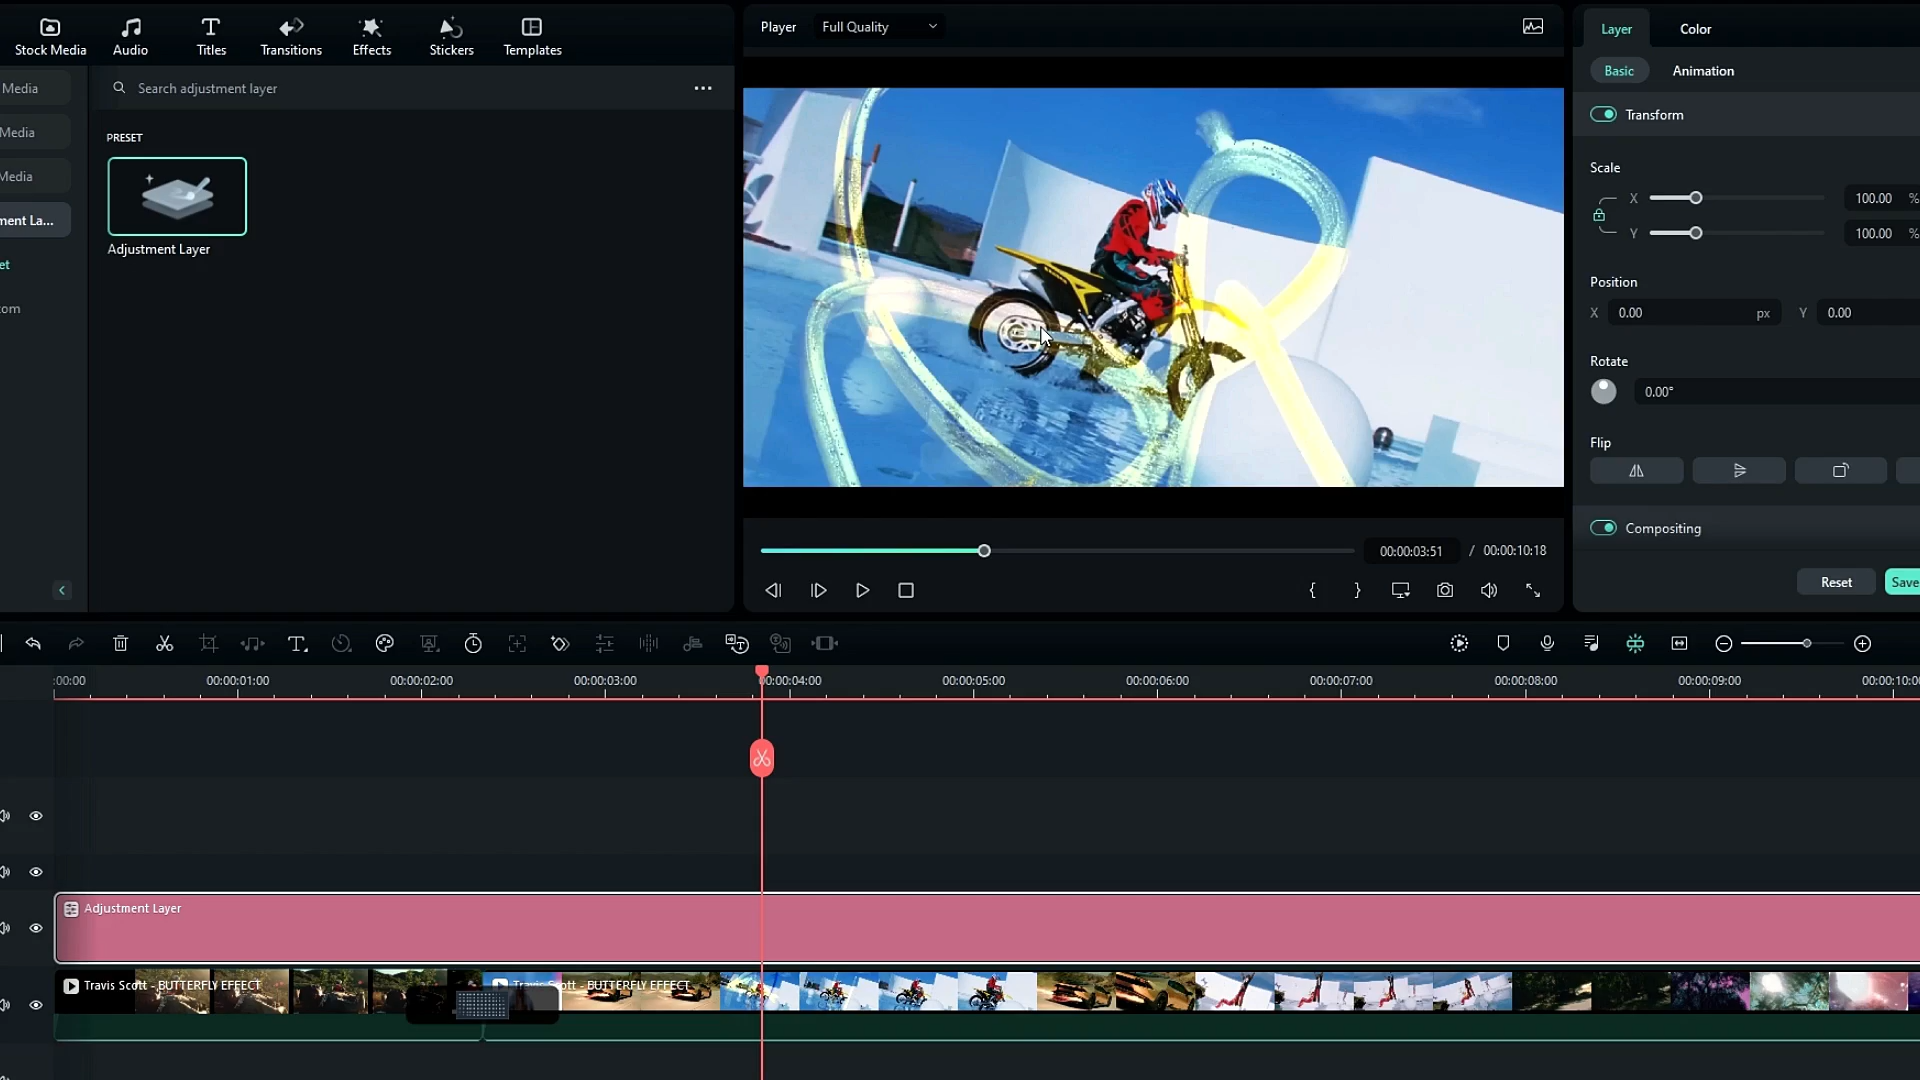 Stock Media
Audio
Titles
Transitions
Effects
Stickers
Templates
Player
Full Quality
Layer
Color
Media
Search adjustment layer
Basic
Animation
Media
PRESET
Transform
Media
Scale
X
100.00
%
ment La...
Y
100.00
%
Adjustment Layer
et
Position
om
X
0.00
px
Y
0.00
Rotate
0.00°
Flip
Compositing
00:00:03:51
/
00:00:10:18
Reset
Save
:00:00
00:00:01:00
00:00:02:00
00:00:03:00
00:00:04:00
00:00:05:00
00:00:06:00
00:00:07:00
00:00:08:00
00:00:09:00
00:00:10:00
Adjustment Layer
Travis Scott - BUTTERFLY EFFECT
Travis Scott - BUTTERFLY EFFECT